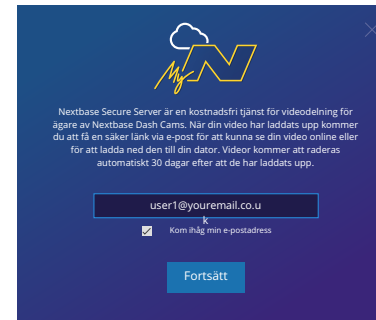 My N
Nextbase Secure Server är en kostnadsfri tjänst för videodelning för
ägare av Nextbase Dash Cams. När din video har laddats upp kommer
du att få en säker länk via e-post för att kunna se din video online eller
för att ladda ned den till din dator. Videor kommer att raderas
automatiskt 30 dagar efter att de har laddats upp.
user1@youremail.co.u
k
Kom ihåg min e-postadress
Fortsätt